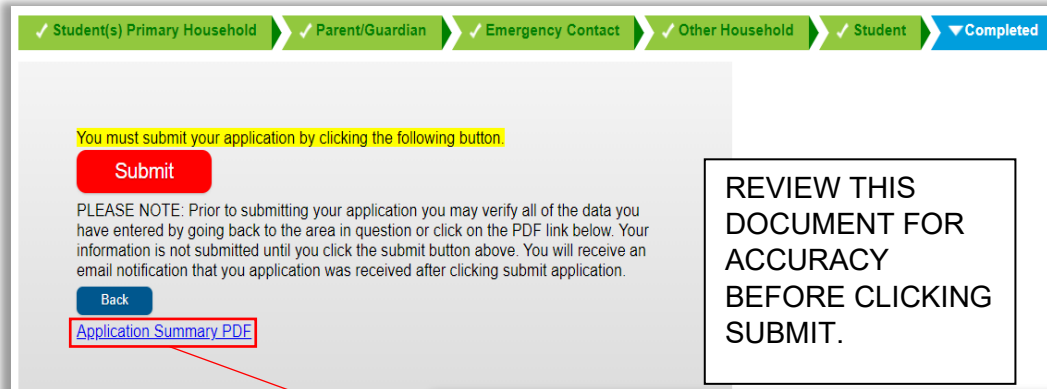 ✓ Student(s) Primary Household ✓ Parent/Guardian ✓ Emergency Contact ✓ Other Household ✓ Student ▼Completed
You must submit your application by clicking the following button.
Submit
PLEASE NOTE: Prior to submitting your application you may verify all of the data you
have entered by going back to the area in question or click on the PDF link below. Your
information is not submitted until you click the submit button above. You will receive an
email notification that you application was received after clicking submit application.
Back
Application Summary PDF
REVIEW THIS
DOCUMENT FOR
ACCURACY
BEFORE CLICKING
SUBMIT.